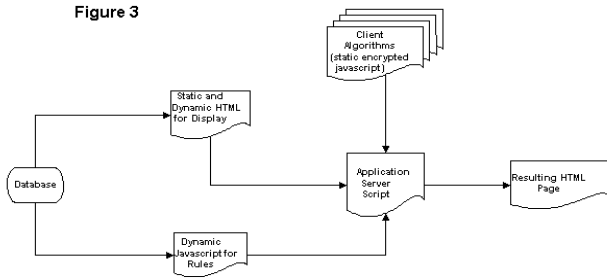 Figure 3
Client
Algorithms
(static encrypted
javascript)
Static and
Dynamic HTML
for Display
Database
Application
Server
Script
Resulting HTML
Page
Dynamic
Javascript for
Rules